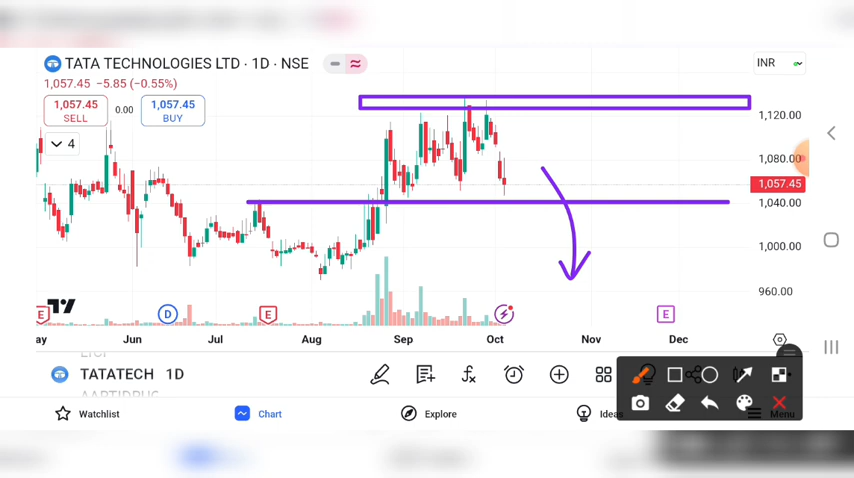 TATA TECHNOLOGIES LTD · 1D · NSE
INR
1,057.45 −5.85 (−0.55%)
1,057.45
SELL
0.00
1,057.45
BUY
4
1,120.00
1,080.00
1,057.45
1,040.00
1,000.00
960.00
E
D
E
E
ay Jun Jul Aug Sep Oct Nov Dec
TATATECH 1D
Watchlist
Chart
Explore
Ideas
Menu